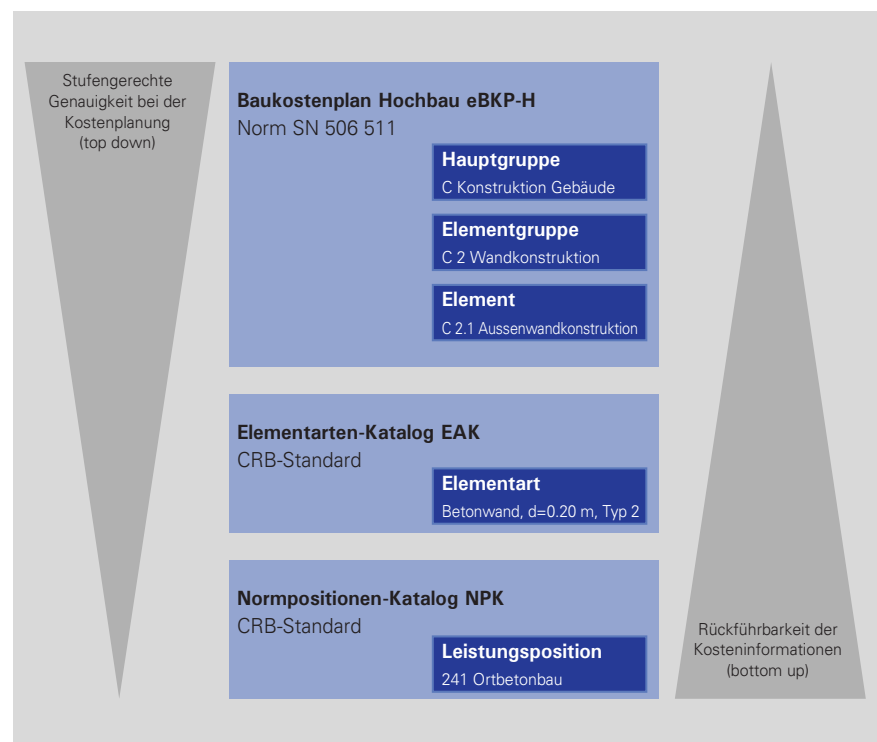 Stufengerechte
Genauigkeit bei der
Kostenplanung
(top down)
Baukostenplan Hochbau eBKP-H
Norm SN 506 511
Hauptgruppe
C Konstruktion Gebäude
Elementgruppe
C 2 Wandkonstruktion
Element
C 2.1 Aussenwandkonstruktion
Elementarten-Katalog EAK
CRB-Standard
Elementart
Betonwand, d=0.20 m, Typ 2
Normpositionen-Katalog NPK
CRB-Standard
Leistungsposition
241 Ortbetonbau
Rückführbarkeit der
Kosteninformationen
(bottom up)